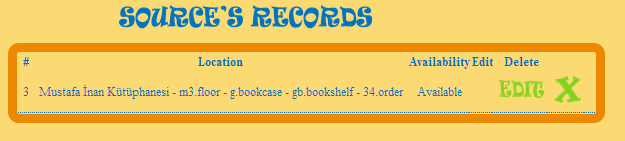 SOURCE'S RECORDS
# Location Availability Edit Delete
3 Mustafa İnan Kütüphanesi - m3.floor - g.bookcase - gb.bookshelf - 34.order Available EDIT X